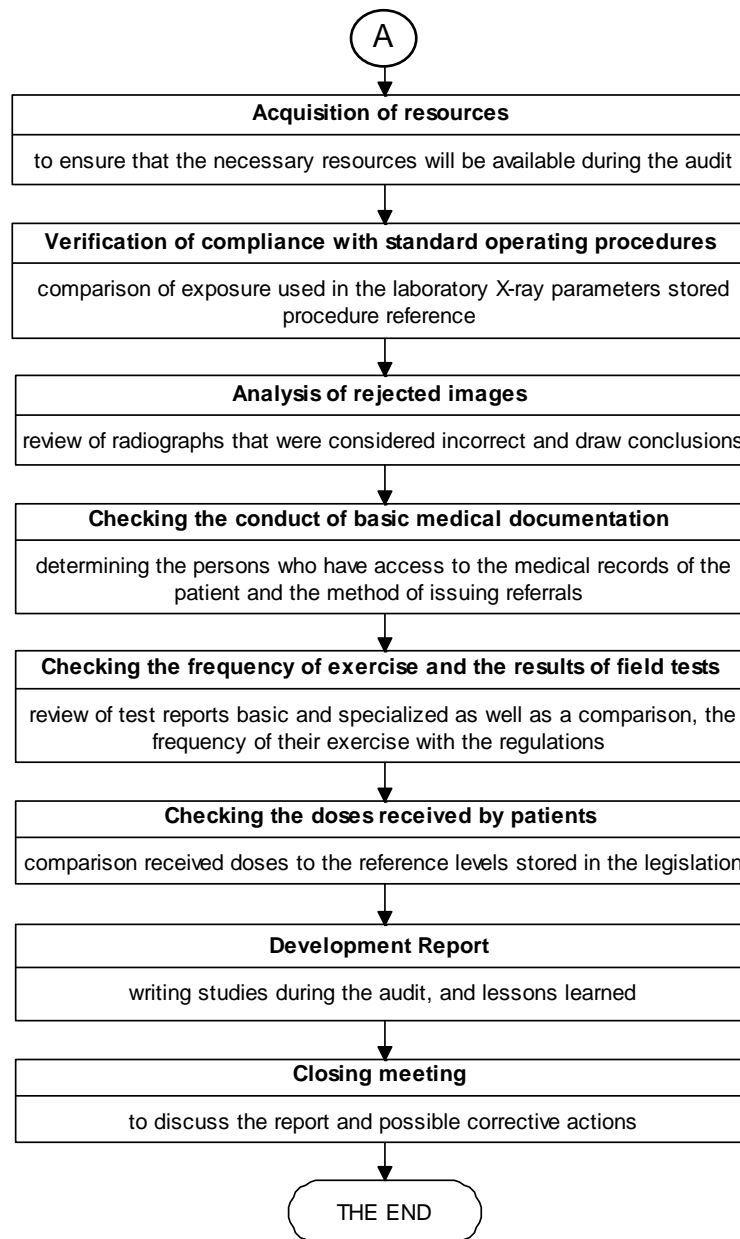 A
Acquisition of resources
to ensure that the necessary resources will be available during the audit
Verification of compliance with standard operating procedures
comparison of exposure used in the laboratory X-ray parameters stored
procedure reference
Analysis of rejected images
review of radiographs that were considered incorrect and draw conclusions
Checking the conduct of basic medical documentation
determining the persons who have access to the medical records of the
patient and the method of issuing referrals
Checking the frequency of exercise and the results of field tests
review of test reports basic and specialized as well as a comparison, the
frequency of their exercise with the regulations
Checking the doses received by patients
comparison received doses to the reference levels stored in the legislation
Development Report
writing studies during the audit, and lessons learned
Closing meeting
to discuss the report and possible corrective actions
THE END